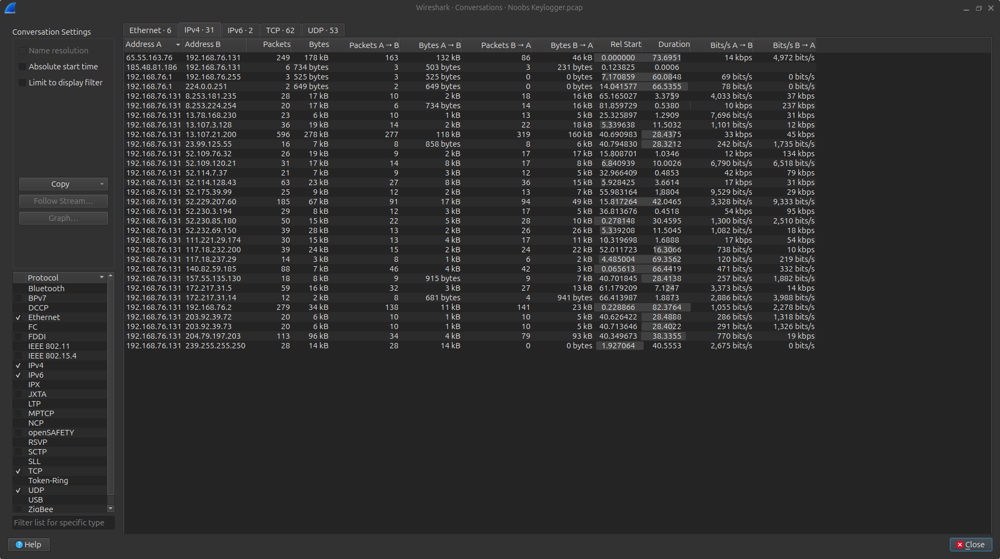 Wireshark · Conversations · Noobs Keylogger.pcap
Conversation Settings
Name resolution
Absolute start time
Limit to display filter
Copy
Follow Stream…
Graph…
Protocol
Bluetooth
BPv7
DCCP
✓ Ethernet
FC
FDDI
IEEE 802.11
IEEE 802.15.4
✓ IPv4
✓ IPv6
IPX
JXTA
LTP
MPTCP
NCP
openSAFETY
RSVP
SCTP
SLL
✓ TCP
Token-Ring
✓ UDP
USB
ZigBee
Filter list for specific type
Ethernet · 6 IPv4 · 31 IPv6 · 2 TCP · 62 UDP · 53
Address A Address B Packets Bytes Packets A → B Bytes A → B Packets B → A Bytes B → A Rel Start Duration Bits/s A → B Bits/s B → A
65.55.163.76 192.168.76.131 249 178 kB 163 132 kB 86 46 kB 0.000000 73.6951 14 kbps 4,972 bits/s
185.48.81.186 192.168.76.131 6 734 bytes 3 503 bytes 3 231 bytes 0.123825 0.0006
192.168.76.1 192.168.76.255 3 525 bytes 3 525 bytes 0 0 bytes 7.170859 60.0848 69 bits/s 0 bits/s
192.168.76.1 224.0.0.251 2 649 bytes 2 649 bytes 0 0 bytes 14.041577 66.5355 78 bits/s 0 bits/s
192.168.76.131 8.253.181.235 28 17 kB 10 2 kB 18 16 kB 65.165027 3.3759 4,033 bits/s 37 kbps
192.168.76.131 8.253.224.254 20 17 kB 6 734 bytes 14 16 kB 81.859729 0.5380 10 kbps 237 kbps
192.168.76.131 13.78.168.230 23 6 kB 10 1 kB 13 5 kB 25.325897 1.2909 7,696 bits/s 31 kbps
192.168.76.131 13.107.3.128 36 19 kB 14 2 kB 22 18 kB 5.339638 11.5032 1,101 bits/s 12 kbps
192.168.76.131 13.107.21.200 596 278 kB 277 118 kB 319 160 kB 40.690983 28.4375 33 kbps 45 kbps
192.168.76.131 23.99.125.55 16 7 kB 8 858 bytes 8 6 kB 40.794830 28.3212 242 bits/s 1,735 bits/s
192.168.76.131 52.109.76.32 26 19 kB 9 2 kB 17 17 kB 15.808701 1.0346 12 kbps 134 kbps
192.168.76.131 52.109.120.21 31 17 kB 14 8 kB 17 8 kB 6.840939 10.0026 6,790 bits/s 6,518 bits/s
192.168.76.131 52.114.7.37 21 7 kB 9 3 kB 12 5 kB 32.966409 0.4853 42 kbps 79 kbps
192.168.76.131 52.114.128.43 63 23 kB 27 8 kB 36 15 kB 5.928425 3.6614 17 kbps 31 kbps
192.168.76.131 52.175.39.99 25 9 kB 12 2 kB 13 7 kB 55.983164 1.8804 9,529 bits/s 29 kbps
192.168.76.131 52.229.207.60 185 67 kB 91 17 kB 94 49 kB 15.817264 42.0465 3,328 bits/s 9,333 bits/s
192.168.76.131 52.230.3.194 29 8 kB 12 3 kB 17 5 kB 36.813676 0.4518 54 kbps 95 kbps
192.168.76.131 52.230.85.180 50 15 kB 22 5 kB 28 10 kB 0.278148 30.4595 1,300 bits/s 2,510 bits/s
192.168.76.131 52.232.69.150 39 28 kB 13 2 kB 26 26 kB 5.339208 11.5045 1,082 bits/s 18 kbps
192.168.76.131 111.221.29.174 30 15 kB 13 4 kB 17 11 kB 10.319698 1.6888 17 kbps 54 kbps
192.168.76.131 117.18.232.200 39 24 kB 15 2 kB 24 22 kB 52.011723 16.3066 738 bits/s 10 kbps
192.168.76.131 117.18.237.29 14 3 kB 8 1 kB 6 2 kB 4.485004 69.3562 120 bits/s 219 bits/s
192.168.76.131 140.82.59.185 88 7 kB 46 4 kB 42 3 kB 0.065613 66.4419 471 bits/s 332 bits/s
192.168.76.131 157.55.135.130 18 8 kB 9 915 bytes 9 7 kB 40.701845 28.4138 257 bits/s 1,882 bits/s
192.168.76.131 172.217.31.5 59 16 kB 32 3 kB 27 13 kB 61.179209 7.1247 3,373 bits/s 14 kbps
192.168.76.131 172.217.31.14 12 2 kB 8 681 bytes 4 941 bytes 66.413987 1.8873 2,886 bits/s 3,988 bits/s
192.168.76.131 192.168.76.2 279 34 kB 138 11 kB 141 23 kB 0.228866 82.3764 1,055 bits/s 2,278 bits/s
192.168.76.131 203.92.39.72 20 6 kB 10 1 kB 10 5 kB 40.626422 28.4888 286 bits/s 1,318 bits/s
192.168.76.131 203.92.39.73 20 6 kB 10 1 kB 10 5 kB 40.713646 28.4022 291 bits/s 1,326 bits/s
192.168.76.131 204.79.197.203 113 96 kB 34 4 kB 79 93 kB 40.349673 38.3355 770 bits/s 19 kbps
192.168.76.131 239.255.255.250 28 14 kB 28 14 kB 0 0 bytes 1.927064 40.5553 2,675 bits/s 0 bits/s
Help
Close